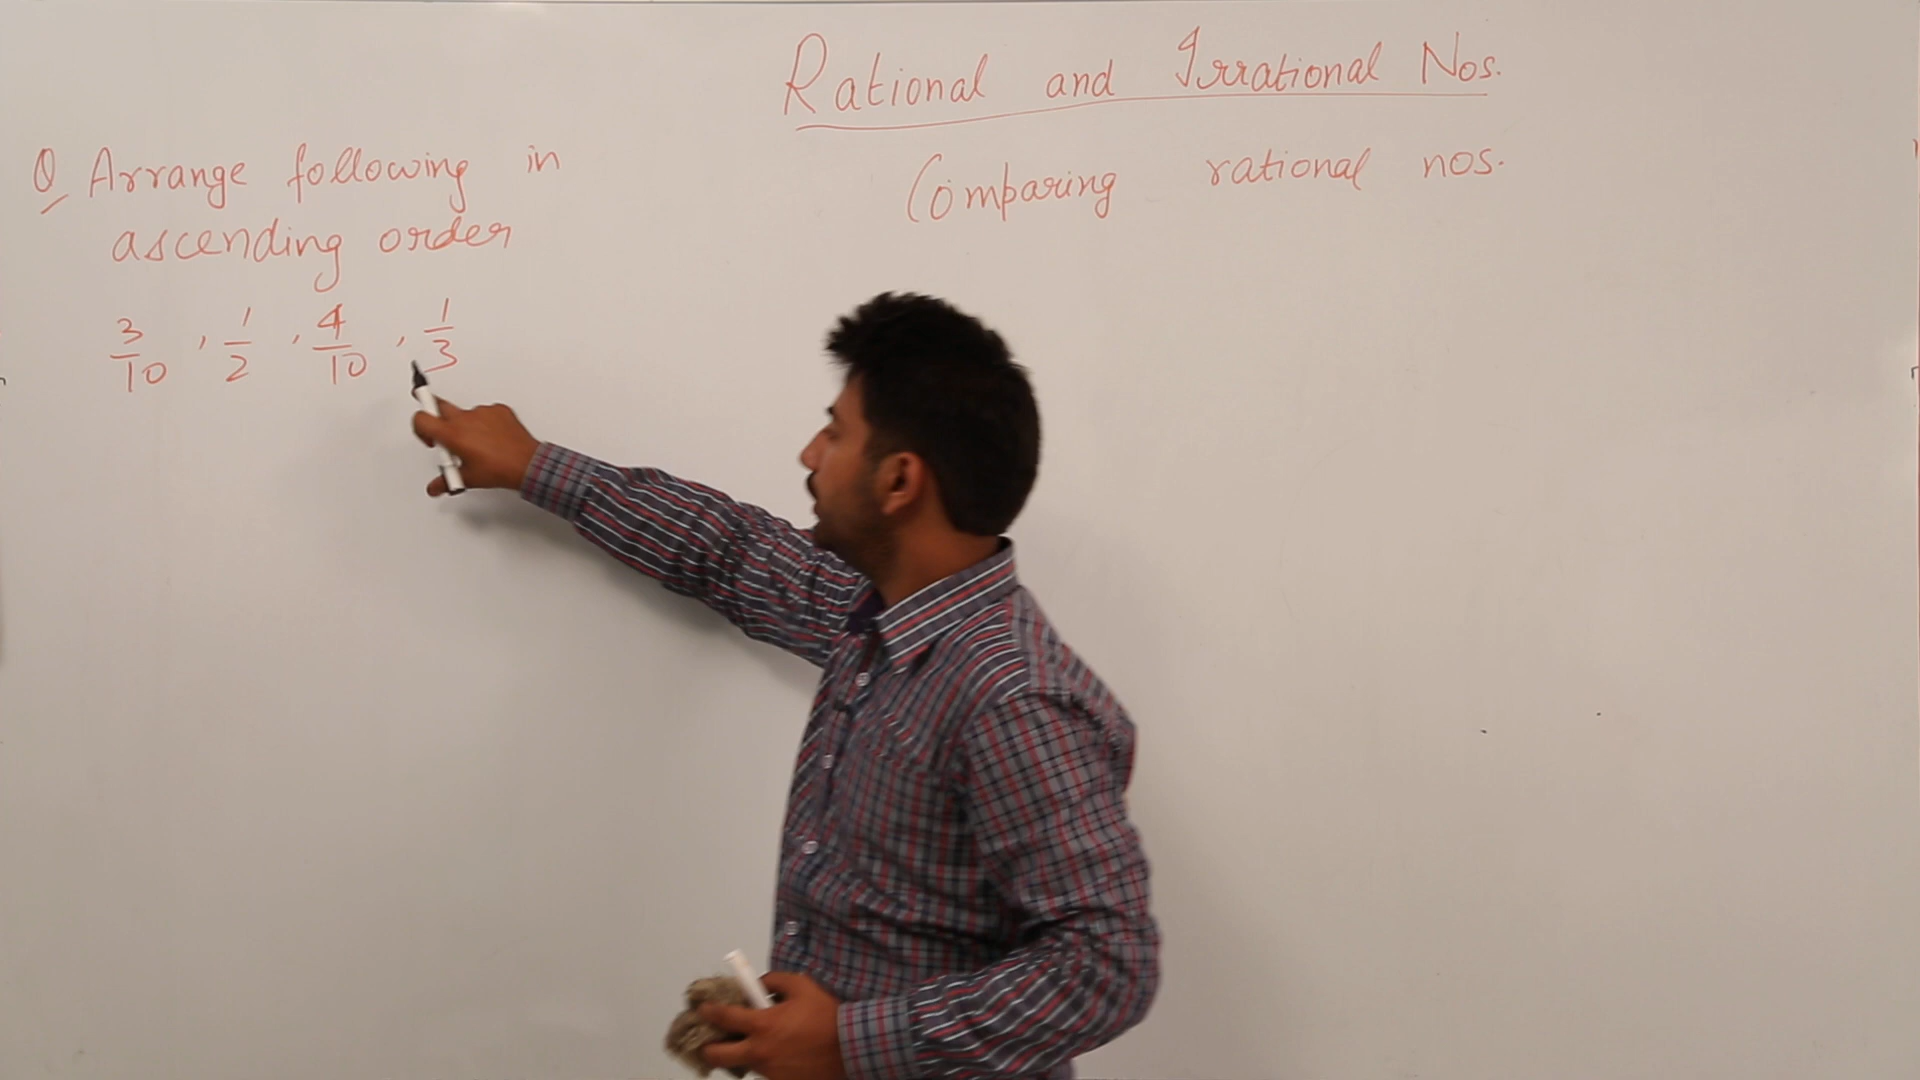 Rational and Irrational Nos.
Comparing rational nos.
Q Arrange following in
ascending order
3/10 , 1/2 , 4/10 , 1/3